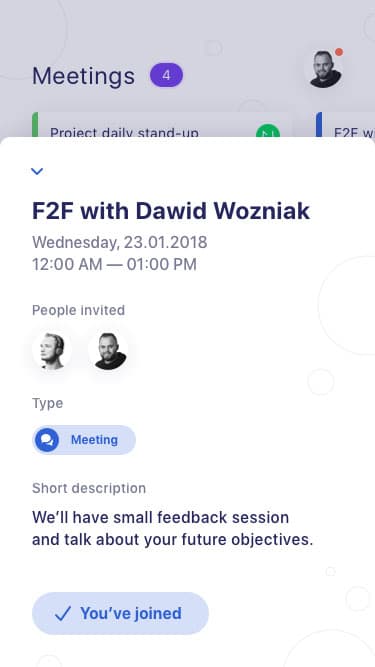 Meetings 4
Project daily stand-up
F2F w
F2F with Dawid Wozniak
Wednesday, 23.01.2018
12:00 AM — 01:00 PM
People invited
Type
Meeting
Short description
We’ll have small feedback session
and talk about your future objectives.
You’ve joined